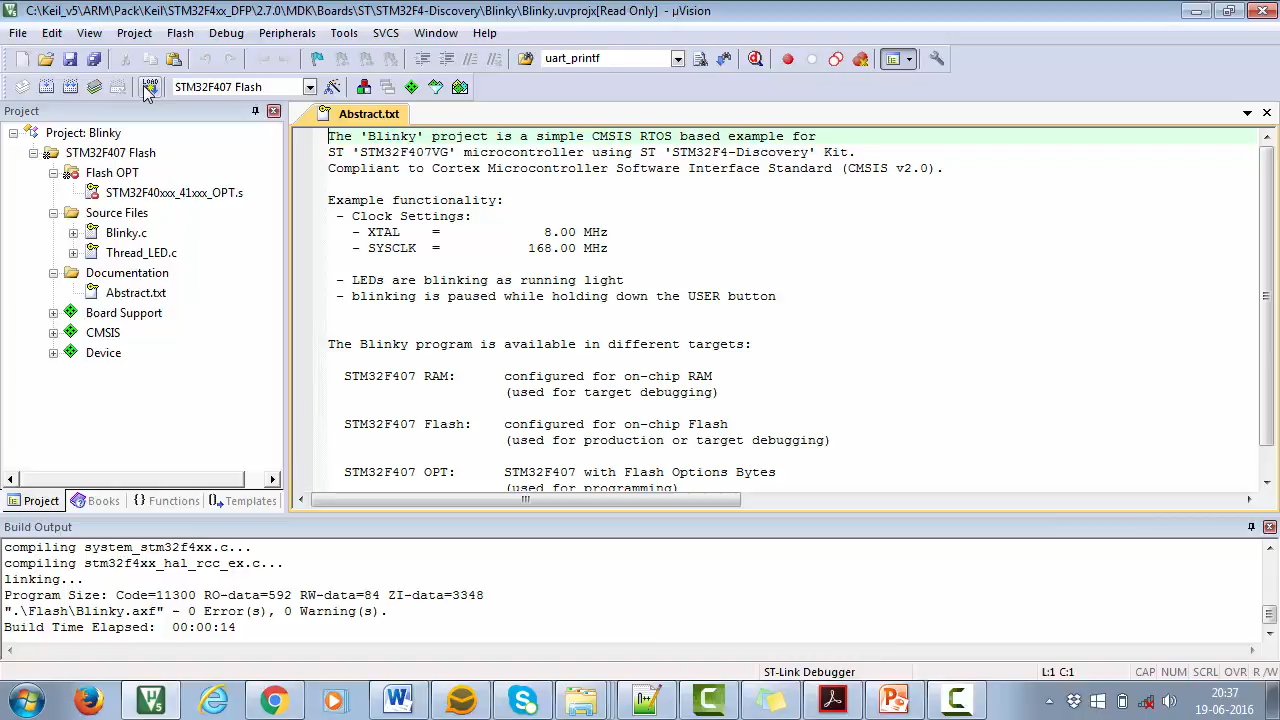 C:\Keil_v5\ARM\Pack\Keil\STM32F4xx_DFP\2.7.0\MDK\Boards\ST\STM32F4-Discovery\Blinky\Blinky.uvprojx[Read Only] - µVision
File Edit View Project Flash Debug Peripherals Tools SVCS Window Help
uart_printf
LOAD STM32F407 Flash
Project
Abstract.txt
Project: Blinky
STM32F407 Flash
Flash OPT
STM32F40xxx_41xxx_OPT.s
Source Files
Blinky.c
Thread_LED.c
Documentation
Abstract.txt
Board Support
CMSIS
Device
The 'Blinky' project is a simple CMSIS RTOS based example for
ST 'STM32F407VG' microcontroller using ST 'STM32F4-Discovery' Kit.
Compliant to Cortex Microcontroller Software Interface Standard (CMSIS v2.0).
Example functionality:
- Clock Settings:
- XTAL = 8.00 MHz
- SYSCLK = 168.00 MHz
- LEDs are blinking as running light
- blinking is paused while holding down the USER button
The Blinky program is available in different targets:
STM32F407 RAM: configured for on-chip RAM
(used for target debugging)
STM32F407 Flash: configured for on-chip Flash
(used for production or target debugging)
STM32F407 OPT: STM32F407 with Flash Options Bytes
(used for programming)
Project Books {} Functions Templates
Build Output
compiling system_stm32f4xx.c...
compiling stm32f4xx_hal_rcc_ex.c...
linking...
Program Size: Code=11300 RO-data=592 RW-data=84 ZI-data=3348
".\Flash\Blinky.axf" - 0 Error(s), 0 Warning(s).
Build Time Elapsed: 00:00:14
ST-Link Debugger L:1 C:1 CAP NUM SCRL OVR R/W
20:37
19-06-2016